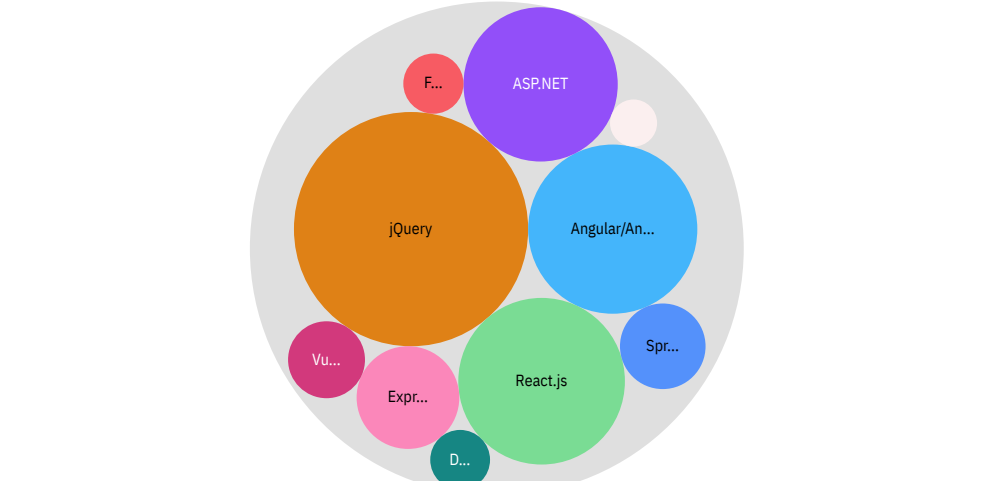 ASP.NET
F...
jQuery
Angular/An...
Spr...
Vu...
React.js
Expr...
D...